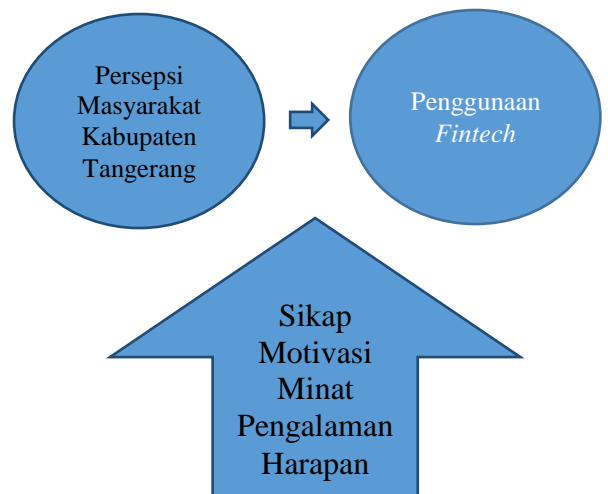 Persepsi
Masyarakat
Kabupaten
Tangerang
Penggunaan
Fintech
Sikap
Motivasi
Minat
Pengalaman
Harapan